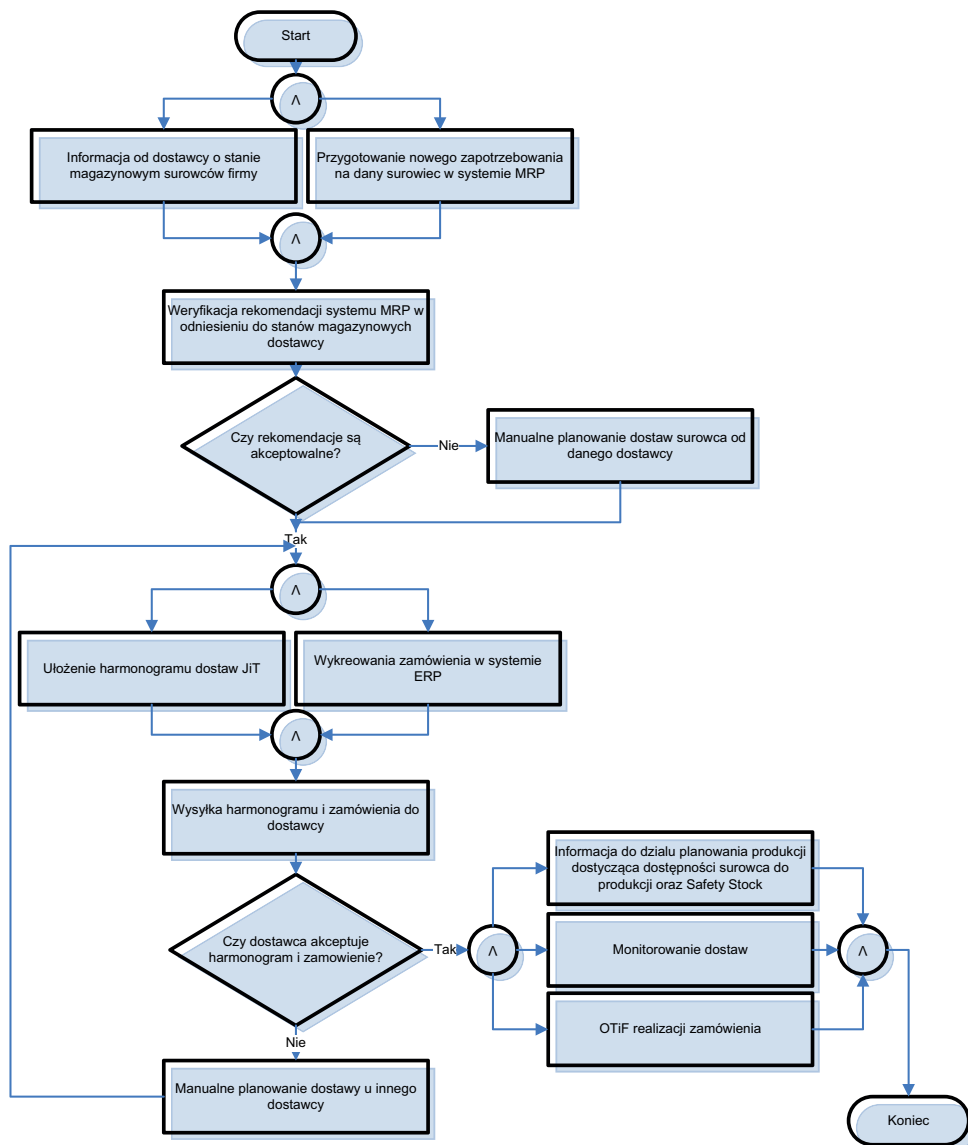 Start
Λ
Informacja od dostawcy o stanie
magazynowym surowców firmy
Przygotowanie nowego zapotrzebowania
na dany surowiec w systemie MRP
Λ
Weryfikacja rekomendacji systemu MRP w
odniesieniu do stanów magazynowych
dostawcy
Czy rekomendacje są
akceptowalne?
Nie
Manualne planowanie dostaw surowca od
danego dostawcy
Tak
Λ
Ułożenie harmonogramu dostaw JiT
Wykreowania zamówienia w systemie
ERP
Λ
Wysyłka harmonogramu i zamówienia do
dostawcy
Informacja do dzialu planowania produkcji
dostycząca dostępności surowca do
produkcji oraz Safety Stock
Czy dostawca akceptuje
harmonogram i zamowienie?
Tak
Λ
Monitorowanie dostaw
Λ
OTiF realizacji zamówienia
Nie
Manualne planowanie dostawy u innego
dostawcy
Koniec